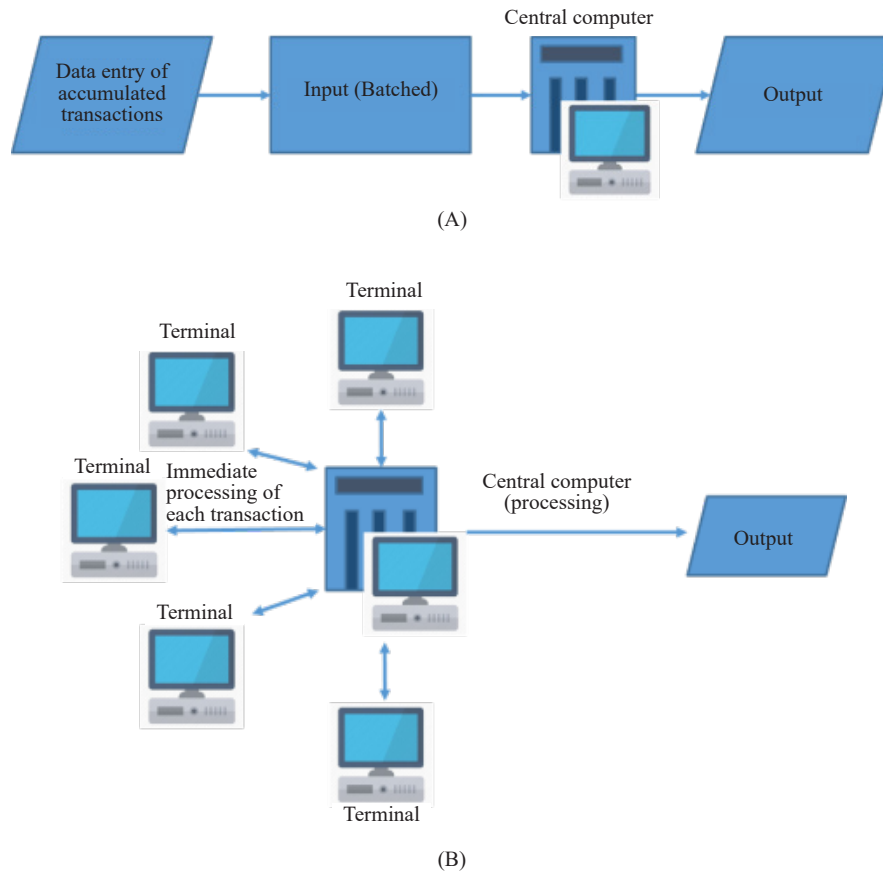 Central computer
Data entry of
accumulated
transactions
Input (Batched)
Output
(A)
Terminal
Terminal
Terminal
Immediate
processing of
each transaction
Central computer
(processing)
Output
Terminal
Terminal
(B)